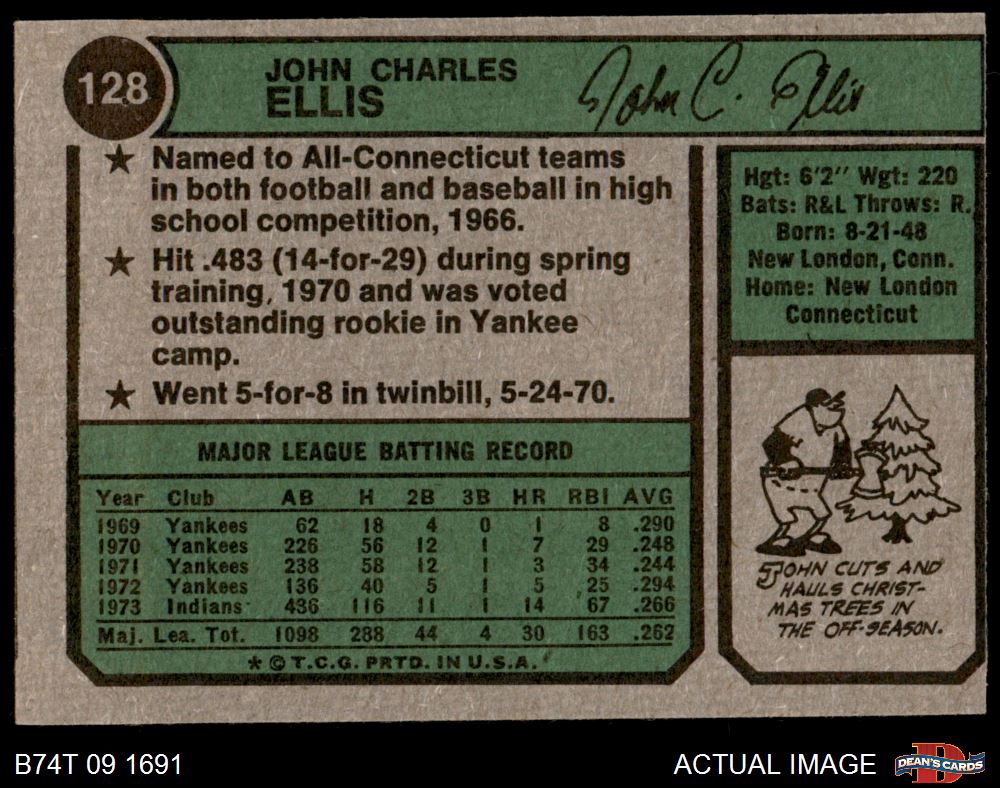 128
JOHN CHARLES
ELLIS
John C. Ellis
★ Named to All-Connecticut teams
in both football and baseball in high
school competition, 1966.
★ Hit .483 (14-for-29) during spring
training, 1970 and was voted
outstanding rookie in Yankee
camp.
★ Went 5-for-8 in twinbill, 5-24-70.
MAJOR LEAGUE BATTING RECORD
Year Club AB H 2B 3B HR RBI AVG
1969 Yankees 62 18 4 0 1 8 .290
1970 Yankees 226 56 12 1 7 29 .248
1971 Yankees 238 58 12 1 3 34 .244
1972 Yankees 136 40 5 1 5 25 .294
1973 Indians 436 116 11 1 14 67 .266
Maj. Lea. Tot. 1098 288 44 4 30 163 .262
* © T.C.G. PRTD. IN U.S.A.
Hgt: 6'2" Wgt: 220
Bats: R&L Throws: R.
Born: 8-21-48
New London, Conn.
Home: New London
Connecticut
JOHN CUTS AND
HAULS CHRIST-
MAS TREES IN
THE OFF-SEASON.
B74T 09 1691
ACTUAL IMAGE
D
DEAN'S CARDS